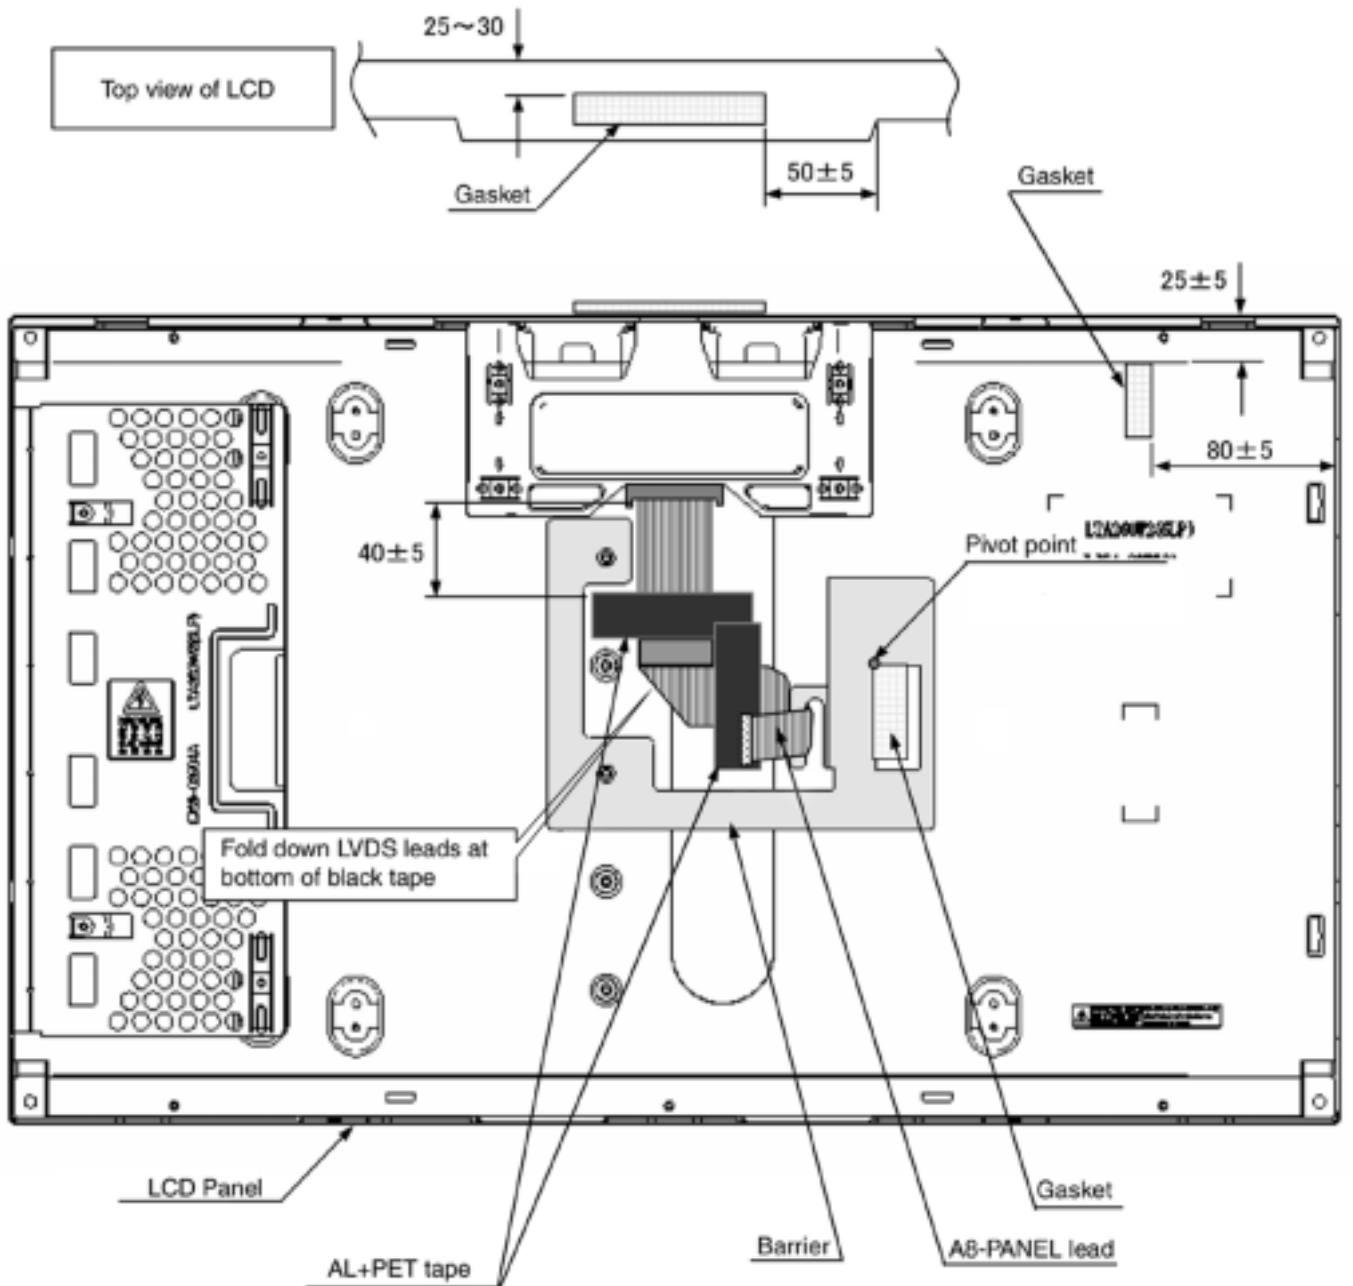 25～30
Top view of LCD
Gasket
50±5
Gasket
25±5
80±5
40±5
Pivot point
Fold down LVDS leads at
bottom of black tape
LCD Panel
Gasket
Barrier
A8-PANEL lead
AL+PET tape